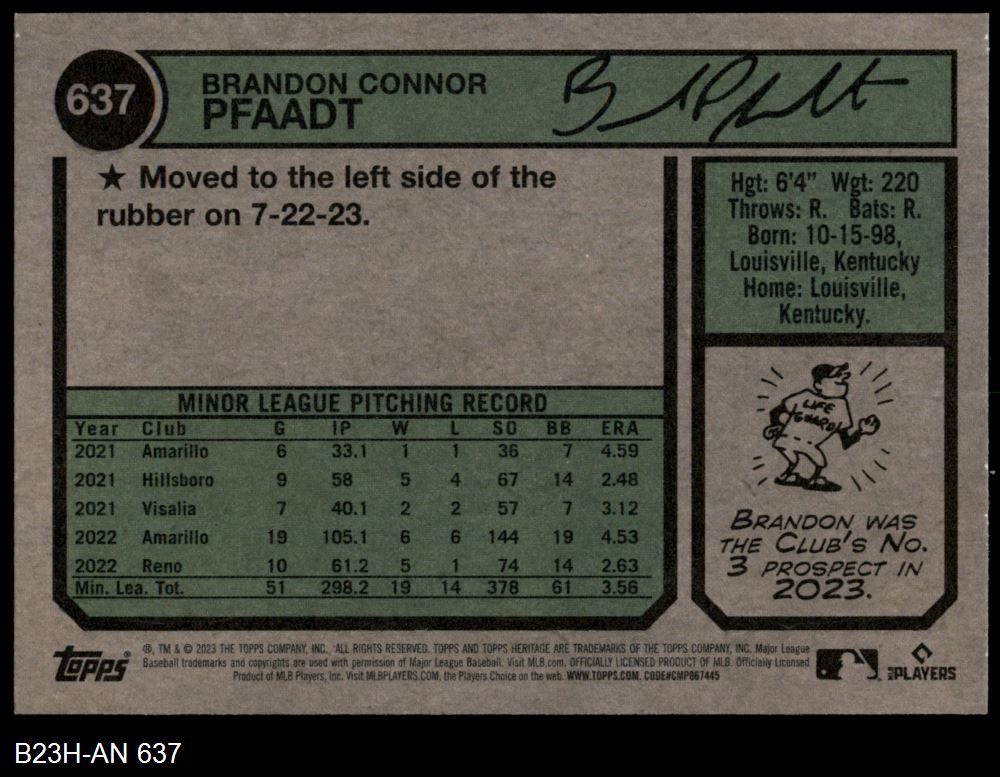 637
BRANDON CONNOR
PFAADT
★ Moved to the left side of the
rubber on 7-22-23.
Hgt: 6'4" Wgt: 220
Throws: R. Bats: R.
Born: 10-15-98,
Louisville, Kentucky
Home: Louisville,
Kentucky.
MINOR LEAGUE PITCHING RECORD
Year Club G IP W L SO BB ERA
2021 Amarillo 6 33.1 1 1 36 7 4.59
2021 Hillsboro 9 58 5 4 67 14 2.48
2021 Visalia 7 40.1 2 2 57 7 3.12
2022 Amarillo 19 105.1 6 6 144 19 4.53
2022 Reno 10 61.2 5 1 74 14 2.63
Min. Lea. Tot. 51 298.2 19 14 378 61 3.56
LIFE
GUARD
BRANDON WAS
THE CLUB'S NO.
3 PROSPECT IN
2023.
topps
®, TM & © 2023 THE TOPPS COMPANY, INC. ALL RIGHTS RESERVED. TOPPS AND TOPPS HERITAGE ARE TRADEMARKS OF THE TOPPS COMPANY, INC. Major League
Baseball trademarks and copyrights are used with permission of Major League Baseball. Visit MLB.com. OFFICIALLY LICENSED PRODUCT OF MLB. Officially Licensed
Product of MLB Players, Inc. Visit MLBPLAYERS.COM, the Players Choice on the web. WWW.TOPPS.COM. CODE#CMP067445
MLB PLAYERS
B23H-AN 637